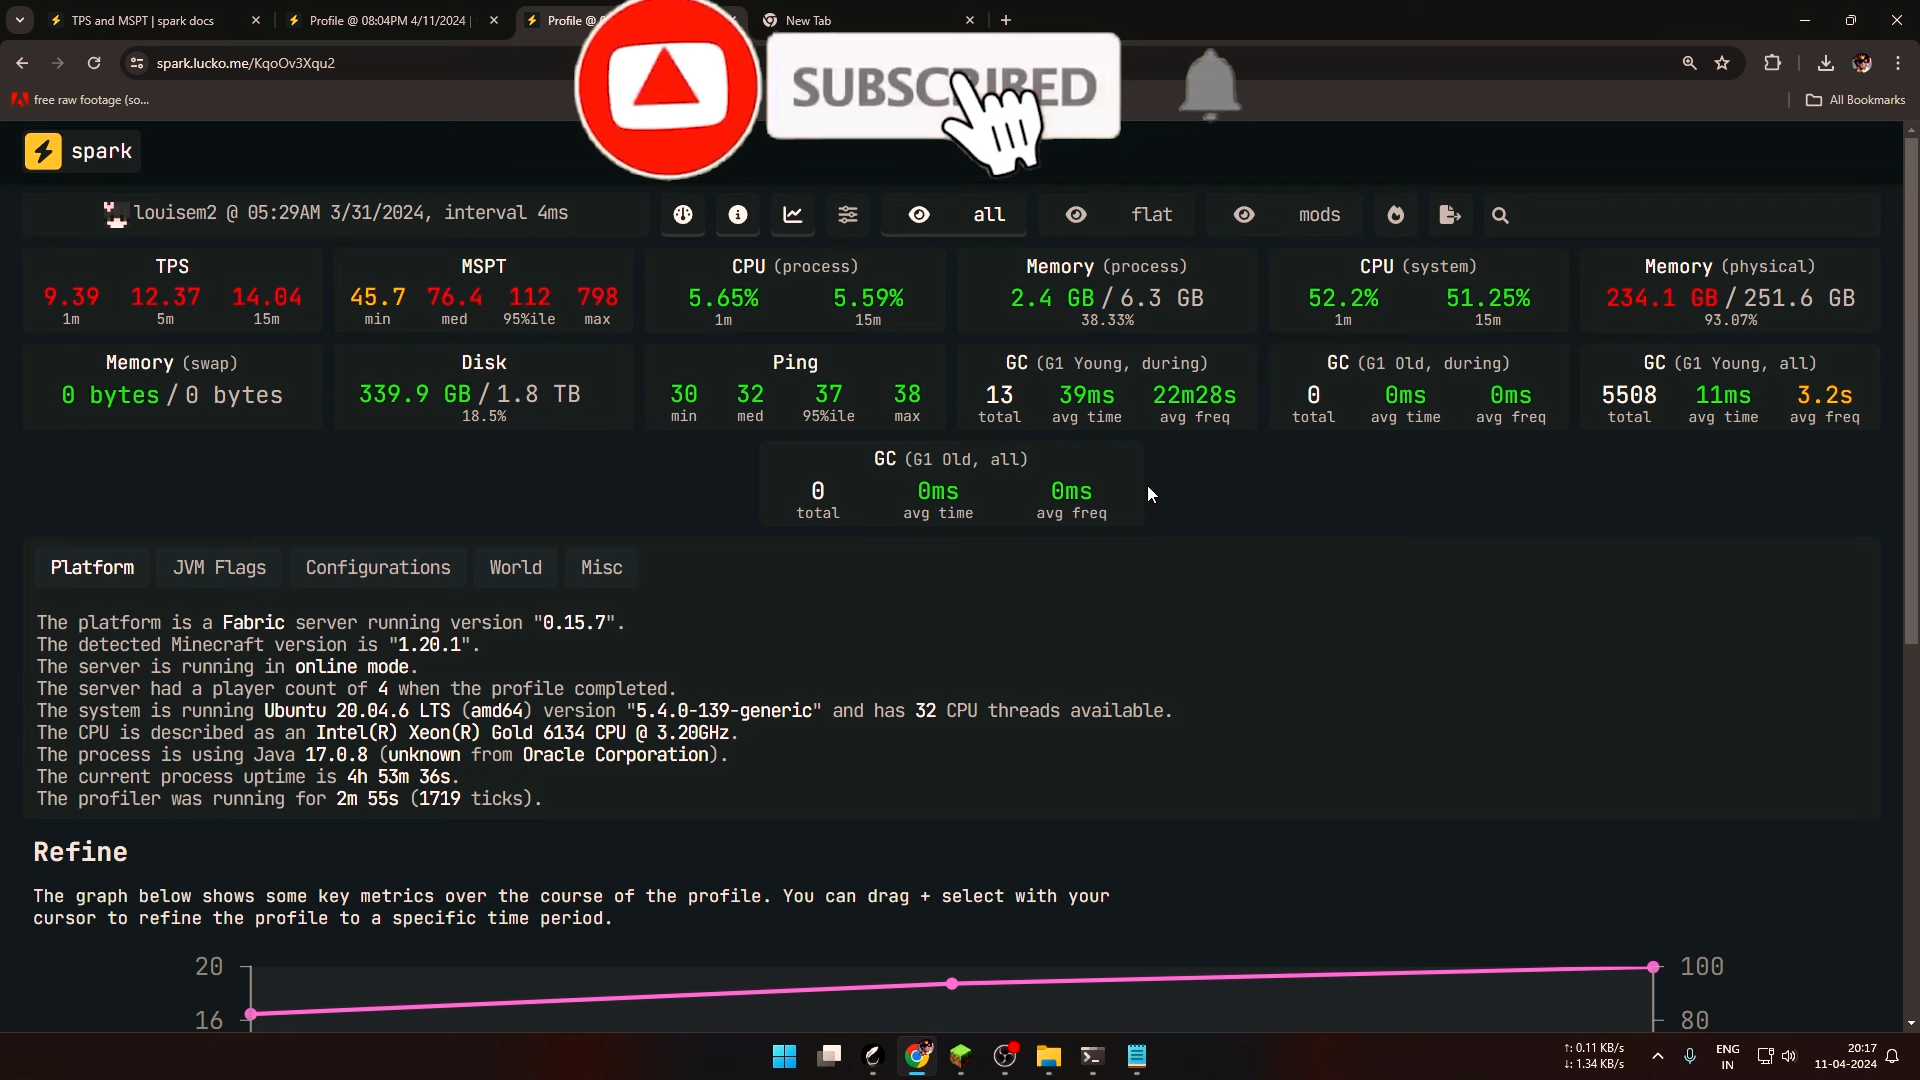 TPS and MSPT | spark docs
Profile @ 08:04PM 4/11/2024 |
Profile @
New Tab
spark.lucko.me/KqoOv3Xqu2
SUBSCRIBED
free raw footage (so...
All Bookmarks
spark
louisem2 @ 05:29AM 3/31/2024, interval 4ms
all
flat
mods
TPS
9.39 12.37 14.04
1m 5m 15m
MSPT
45.7 76.4 112 798
min med 95%ile max
CPU (process)
5.65% 5.59%
1m 15m
Memory (process)
2.4 GB / 6.3 GB
38.33%
CPU (system)
52.2% 51.25%
1m 15m
Memory (physical)
234.1 GB / 251.6 GB
93.07%
Memory (swap)
0 bytes / 0 bytes
Disk
339.9 GB / 1.8 TB
18.5%
Ping
30 32 37 38
min med 95%ile max
GC (G1 Young, during)
13 39ms 22m28s
total avg time avg freq
GC (G1 Old, during)
0 0ms 0ms
total avg time avg freq
GC (G1 Young, all)
5508 11ms 3.2s
total avg time avg freq
GC (G1 Old, all)
0 0ms 0ms
total avg time avg freq
Platform
JVM Flags
Configurations
World
Misc
The platform is a Fabric server running version "0.15.7".
The detected Minecraft version is "1.20.1".
The server is running in online mode.
The server had a player count of 4 when the profile completed.
The system is running Ubuntu 20.04.6 LTS (amd64) version "5.4.0-139-generic" and has 32 CPU threads available.
The CPU is described as an Intel(R) Xeon(R) Gold 6134 CPU @ 3.20GHz.
The process is using Java 17.0.8 (unknown from Oracle Corporation).
The current process uptime is 4h 53m 36s.
The profiler was running for 2m 55s (1719 ticks).
Refine
The graph below shows some key metrics over the course of the profile. You can drag + select with your
cursor to refine the profile to a specific time period.
20
100
16
80
↑: 0.11 KB/s
↓: 1.34 KB/s
ENG
IN
20:17
11-04-2024